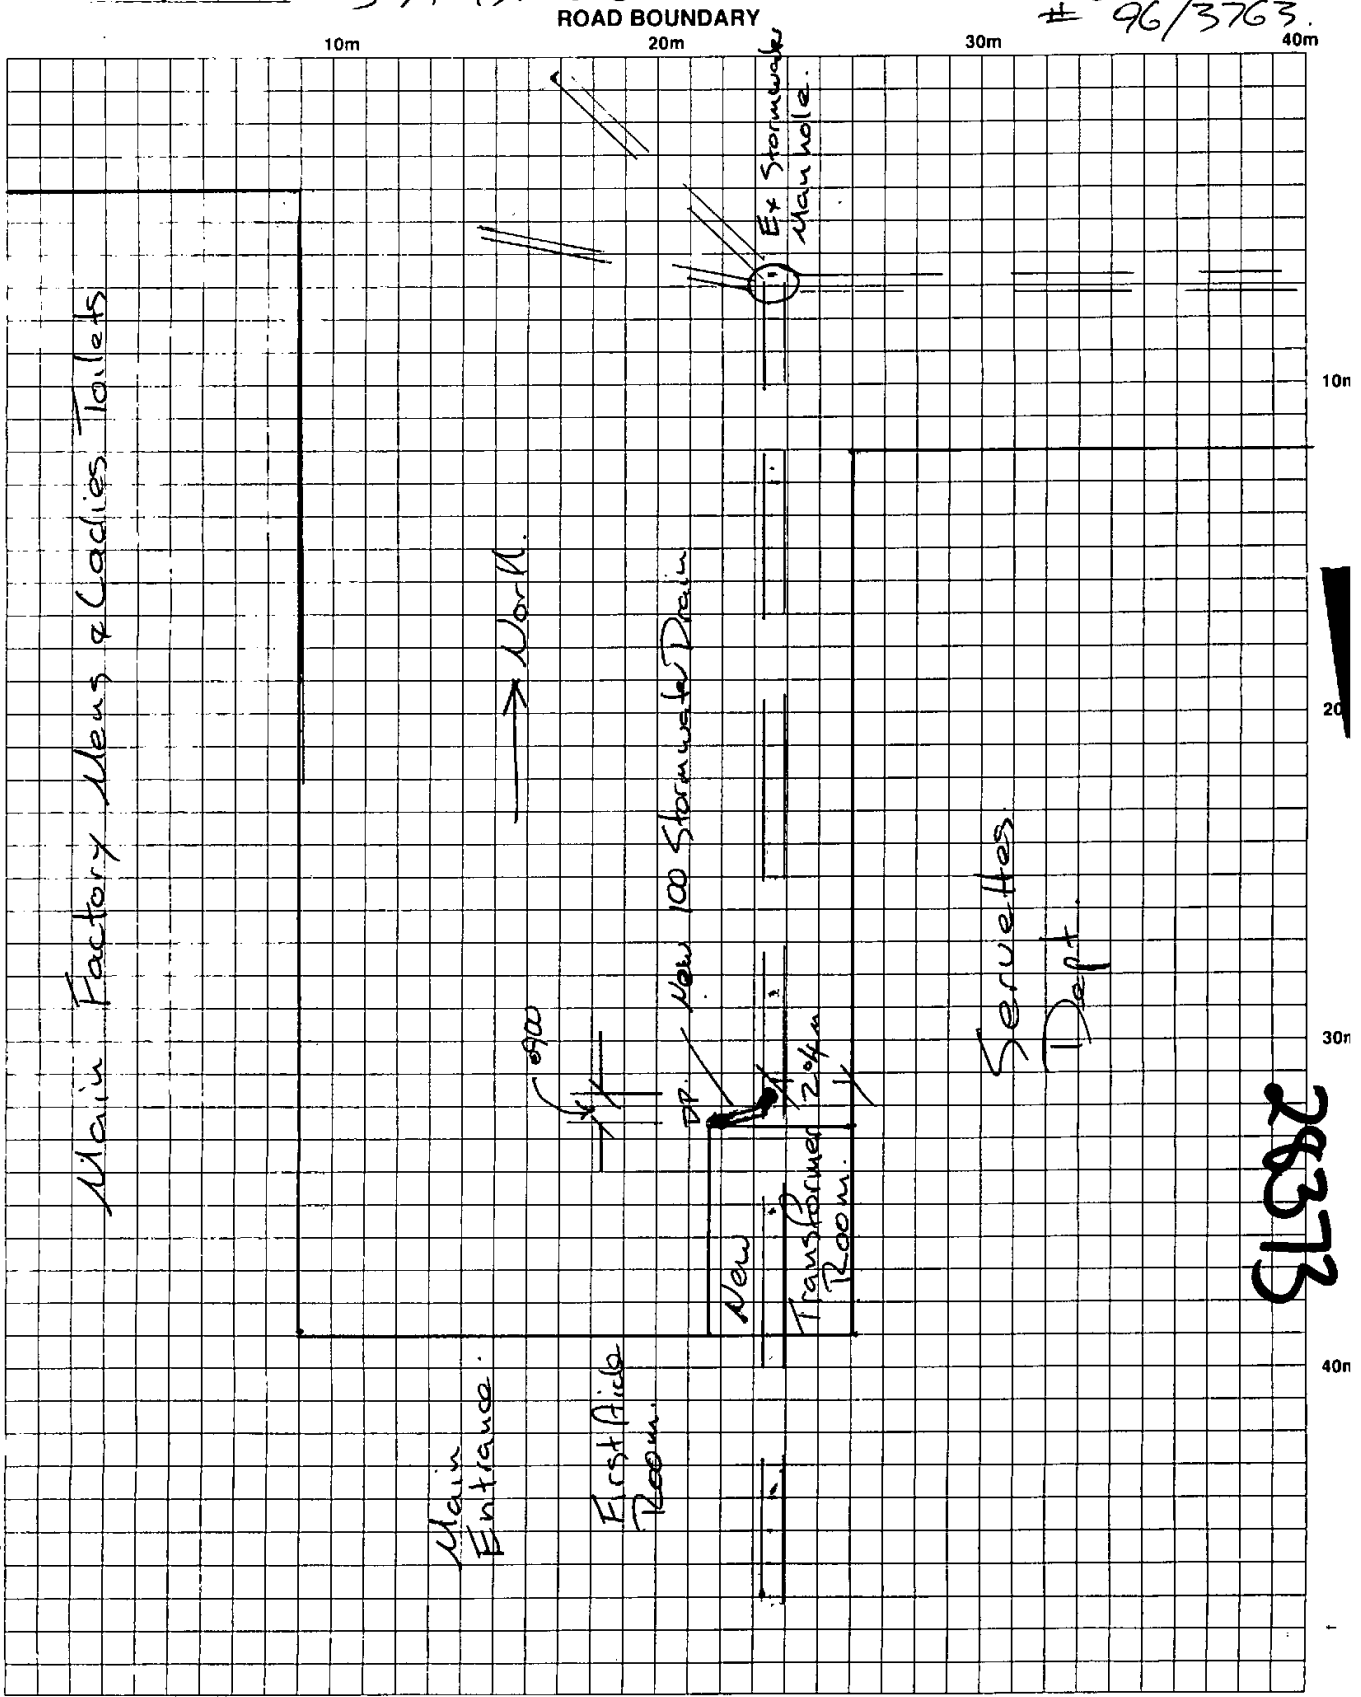 ROAD BOUNDARY
# 96/3763.
10m
20m
30m
40m
Ex Stormwater
Manhole.
Main Factory Mens & Ladies Toilets
10m
→ North.
New 100 Stormwater Drain
20
Servettes
Dept.
900
DP.
2.4m
30m
New
Transformer
Room.
28373
40m
Main
Entrance.
First Aid
Room.